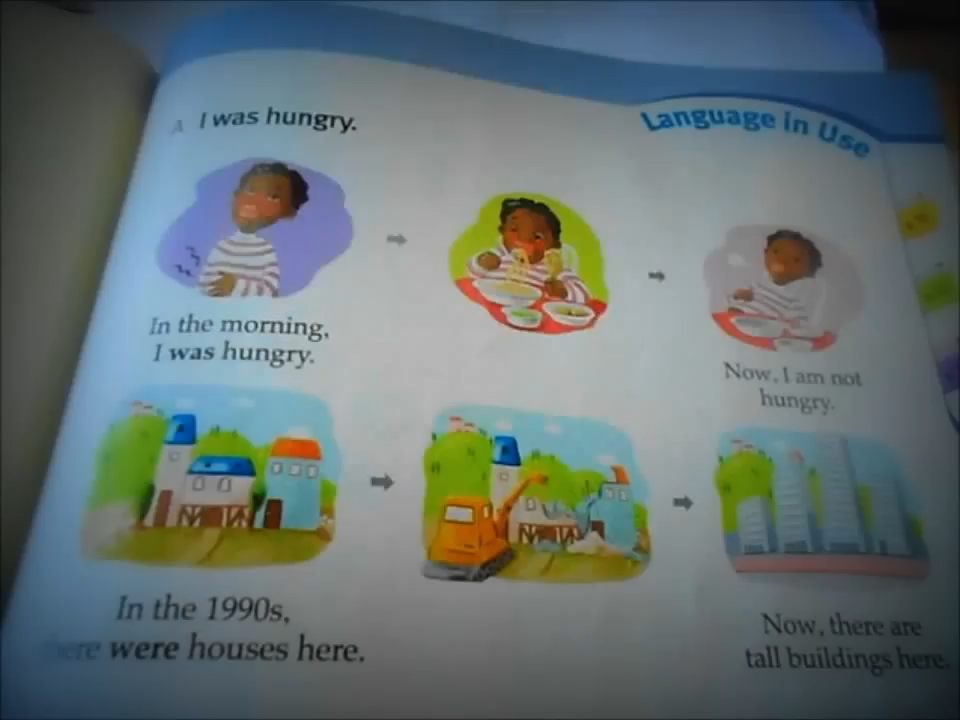 A I was hungry.
Language in Use
In the morning,
I was hungry.
Now, I am not
hungry.
In the 1990s,
there were houses here.
Now, there are
tall buildings here.